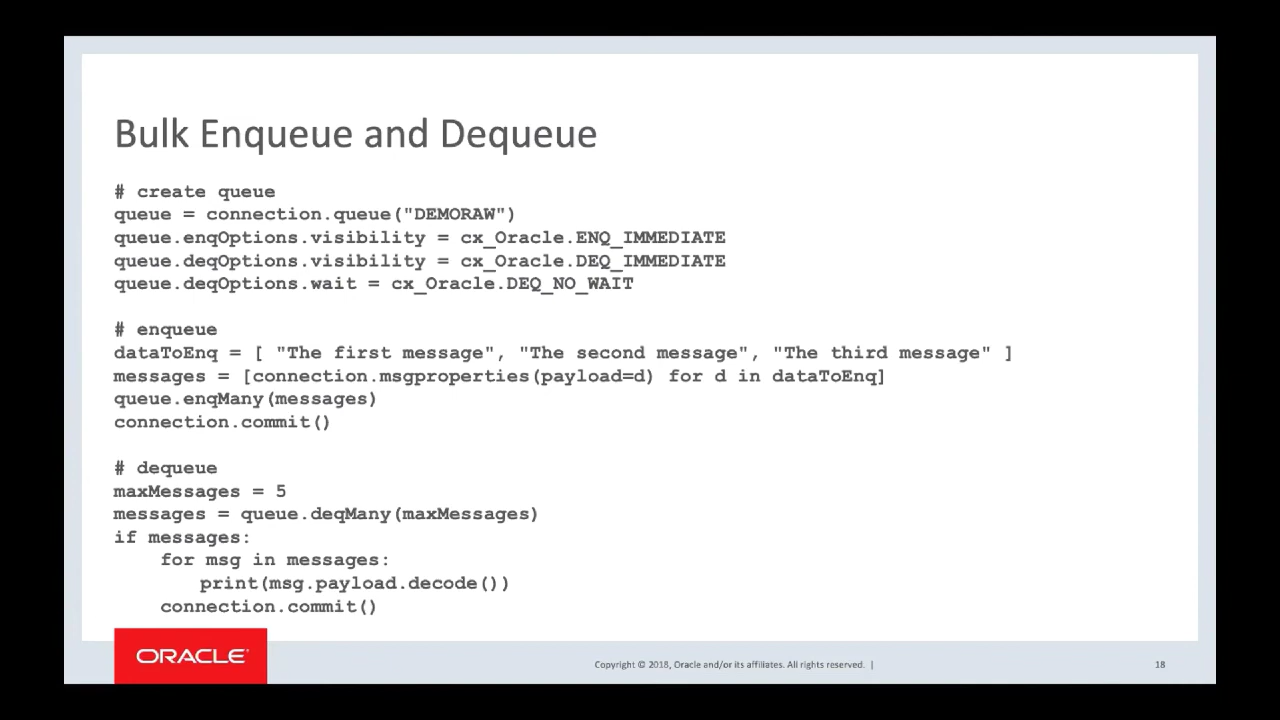 Bulk Enqueue and Dequeue
# create queue
queue = connection.queue("DEMORAW")
queue.enqOptions.visibility = cx_Oracle.ENQ_IMMEDIATE
queue.deqOptions.visibility = cx_Oracle.DEQ_IMMEDIATE
queue.deqOptions.wait = cx_Oracle.DEQ_NO_WAIT
# enqueue
dataToEnq = [ "The first message", "The second message", "The third message" ]
messages = [connection.msgproperties(payload=d) for d in dataToEnq]
queue.enqMany(messages)
connection.commit()
# dequeue
maxMessages = 5
messages = queue.deqMany(maxMessages)
if messages:
    for msg in messages:
        print(msg.payload.decode())
    connection.commit()
ORACLE
Copyright © 2018, Oracle and/or its affiliates. All rights reserved. |
18